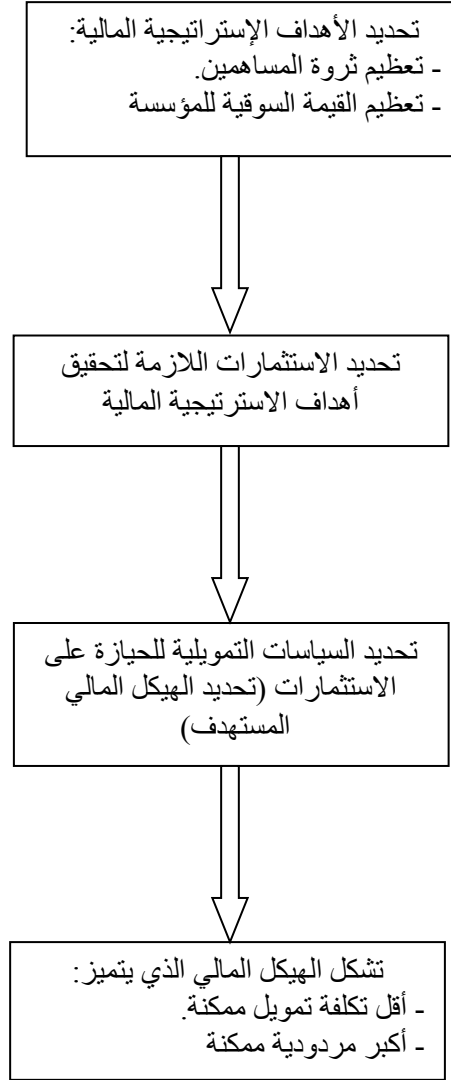 تحديد الأهداف الإستراتيجية المالية:
- تعظيم ثروة المساهمين.
- تعظيم القيمة السوقية للمؤسسة
تحديد الاستثمارات اللازمة لتحقيق
أهداف الاسترتيجية المالية
تحديد السياسات التمويلية للحيازة على
الاستثمارات (تحديد الهيكل المالي
المستهدف)
تشكل الهيكل المالي الذي يتميز:
- أقل تكلفة تمويل ممكنة.
- أكبر مردودية ممكنة